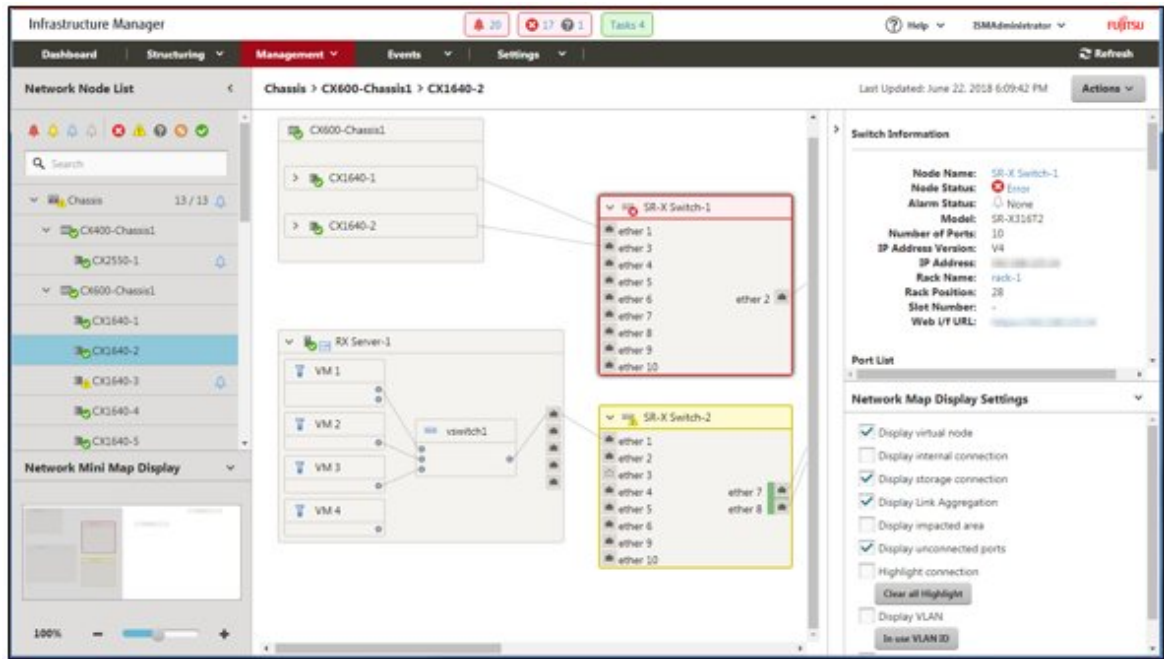 Infrastructure Manager
20
17 1
Tasks 4
Help
ISMAdministrator
FUJITSU
Dashboard
Structuring
Management
Events
Settings
Refresh
Network Node List
Chassis > CX600-Chassis1 > CX1640-2
Last Updated: June 22, 2018 6:09:42 PM
Actions
Search
Chassis 13 / 13
CX400-Chassis1
CX2550-1
CX600-Chassis1
CX1640-1
CX1640-2
CX1640-3
CX1640-4
CX1640-5
Network Mini Map Display
100%
CX600-Chassis1
CX1640-1
CX1640-2
RX Server-1
VM 1
VM 2
VM 3
VM 4
vswitch1
SR-X Switch-1
ether 1
ether 3
ether 4
ether 5
ether 6
ether 7
ether 8
ether 9
ether 10
ether 2
SR-X Switch-2
ether 1
ether 2
ether 3
ether 4
ether 5
ether 6
ether 9
ether 10
ether 7
ether 8
Switch Information
Node Name: SR-X Switch-1
Node Status: Error
Alarm Status: None
Model: SR-X316T2
Number of Ports: 10
IP Address Version: V4
IP Address:
Rack Name: rack-1
Rack Position: 28
Slot Number: -
Web i/f URL:
Port List
Network Map Display Settings
Display virtual node
Display internal connection
Display storage connection
Display Link Aggregation
Display impacted area
Display unconnected ports
Highlight connection
Clear all Highlight
Display VLAN
In use VLAN ID